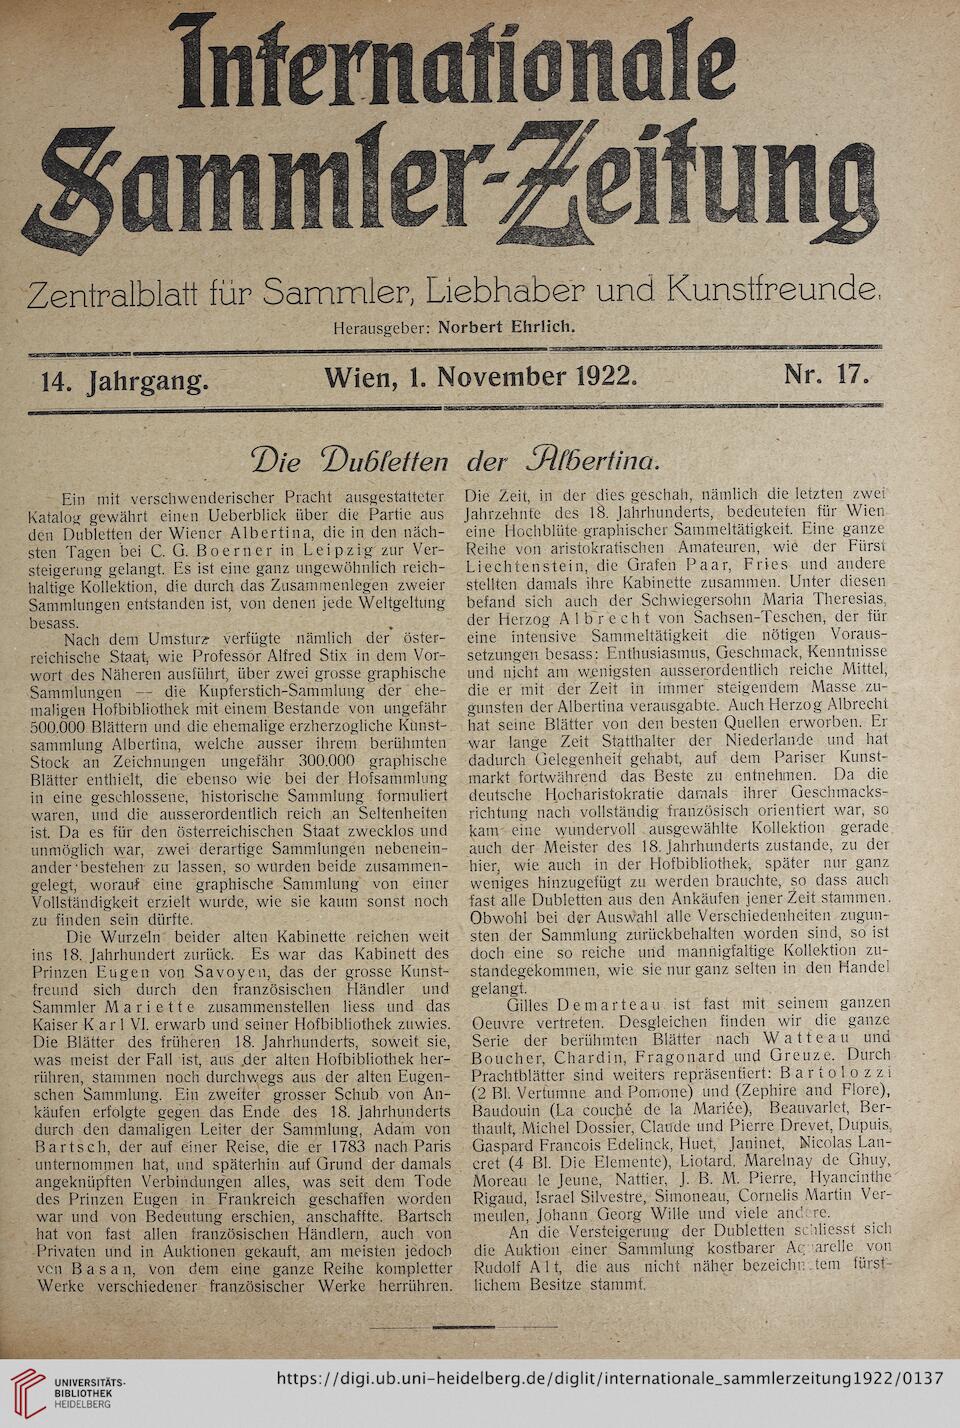 Internationale
Sammler-Zeitung
Zentralblatt für Sammler, Liebhaber und Kunstfreunde.
Herausgeber: Norbert Ehrlich.
14. Jahrgang. Wien, 1. November 1922. Nr. 17.
Die Dubletten der Albertina.
Ein mit verschwenderischer Pracht ausgestatteter
Katalog gewährt einen Ueberblick über die Partie aus
den Dubletten der Wiener Albertina, die in den näch-
sten Tagen bei C. G. Boerner in Leipzig zur Ver-
steigerung gelangt. Es ist eine ganz ungewöhnlich reich-
haltige Kollektion, die durch das Zusammenlegen zweier
Sammlungen entstanden ist, von denen jede Weltgeltung
besass.
Nach dem Umsturz verfügte nämlich der öster-
reichische Staat, wie Professor Alfred Stix in dem Vor-
wort des Näheren ausführt, über zwei grosse graphische
Sammlungen — die Kupferstich-Sammlung der ehe-
maligen Hofbibliothek mit einem Bestande von ungefähr
500.000 Blättern und die ehemalige erzherzogliche Kunst-
sammlung Albertina, welche ausser ihrem berühmten
Stock an Zeichnungen ungefähr 300.000 graphische
Blätter enthielt, die ebenso wie bei der Hofsammlung
in eine geschlossene, historische Sammlung formuliert
waren, und die ausserordentlich reich an Seltenheiten
ist. Da es für den österreichischen Staat zwecklos und
unmöglich war, zwei derartige Sammlungen nebenein-
ander bestehen zu lassen, so wurden beide zusammen-
gelegt, worauf eine graphische Sammlung von einer
Vollständigkeit erzielt wurde, wie sie kaum sonst noch
zu finden sein dürfte.
Die Wurzeln beider alten Kabinette reichen weit
ins 18. Jahrhundert zurück. Es war das Kabinett des
Prinzen Eugen von Savoyen, das der grosse Kunst-
freund sich durch den französischen Händler und
Sammler Mariette zusammenstellen liess und das
Kaiser Karl VI. erwarb und seiner Hofbibliothek zuwies.
Die Blätter des früheren 18. Jahrhunderts, soweit sie,
was meist der Fall ist, aus der alten Hofbibliothek her-
rühren, stammen noch durchwegs aus der alten Eugen-
schen Sammlung. Ein zweiter grosser Schub von An-
käufen erfolgte gegen das Ende des 18. Jahrhunderts
durch den damaligen Leiter der Sammlung, Adam von
Bartsch, der auf einer Reise, die er 1783 nach Paris
unternommen hat, und späterhin auf Grund der damals
angeknüpften Verbindungen alles, was seit dem Tode
des Prinzen Eugen in Frankreich geschaffen worden
war und von Bedeutung erschien, anschaffte. Bartsch
hat von fast allen französischen Händlern, auch von
Privaten und in Auktionen gekauft, am meisten jedoch
von Basan, von dem eine ganze Reihe kompletter
Werke verschiedener französischer Werke herrühren.
Die Zeit, in der dies geschah, nämlich die letzten zwei
Jahrzehnte des 18. Jahrhunderts, bedeuteten für Wien
eine Hochblüte graphischer Sammeltätigkeit. Eine ganze
Reihe von aristokratischen Amateuren, wie der Fürst
Liechtenstein, die Grafen Paar, Fries und andere
stellten damals ihre Kabinette zusammen. Unter diesen
befand sich auch der Schwiegersohn Maria Theresias,
der Herzog Albrecht von Sachsen-Teschen, der für
eine intensive Sammeltätigkeit die nötigen Voraus-
setzungen besass: Enthusiasmus, Geschmack, Kenntnisse
und nicht am wenigsten ausserordentlich reiche Mittel,
die er mit der Zeit in immer steigendem Masse zu-
gunsten der Albertina verausgabte. Auch Herzog Albrecht
hat seine Blätter von den besten Quellen erworben. Er
war lange Zeit Statthalter der Niederlande und hat
dadurch Gelegenheit gehabt, auf dem Pariser Kunst-
markt fortwährend das Beste zu entnehmen. Da die
deutsche Hocharistokratie damals ihrer Geschmacks-
richtung nach vollständig französisch orientiert war, so
kam eine wundervoll ausgewählte Kollektion gerade
auch der Meister des 18. Jahrhunderts zustande, zu der
hier, wie auch in der Hofbibliothek, später nur ganz
weniges hinzugefügt zu werden brauchte, so dass auch
fast alle Dubletten aus den Ankäufen jener Zeit stammen.
Obwohl bei der Auswahl alle Verschiedenheiten zugun-
sten der Sammlung zurückbehalten worden sind, so ist
doch eine so reiche und mannigfaltige Kollektion zu-
standegekommen, wie sie nur ganz selten in den Handel
gelangt.
Gilles Demarteau ist fast mit seinem ganzen
Oeuvre vertreten. Desgleichen finden wir die ganze
Serie der berühmten Blätter nach Watteau und
Boucher, Chardin, Fragonard und Greuze. Durch
Prachtblätter sind weiters repräsentiert: Bartolozzi
(2 Bl. Vertumne and Pomone) und (Zephire and Flore),
Baudouin (La couché de la Mariée), Beauvarlet, Ber-
thault, Michel Dossier, Claude und Pierre Drevet, Dupuis,
Gaspard Francois Edelinck, Huet, Janinet, Nicolas Lan-
cret (4 Bl. Die Elemente), Liotard, Marelnay de Ghuy,
Moreau le Jeune, Nattier, J. B. M. Pierre, Hyancinthe
Rigaud, Israel Silvestre, Simoneau, Cornelis Martin Ver-
meulen, Johann Georg Wille und viele andere.
An die Versteigerung der Dubletten schliesst sich
die Auktion einer Sammlung kostbarer Aquarelle von
Rudolf Alt, die aus nicht näher bezeichnetem fürst-
lichem Besitze stammt.
UNIVERSITÄTS-
BIBLIOTHEK
HEIDELBERG
https://digi.ub.uni-heidelberg.de/diglit/internationale_sammlerzeitung1922/0137